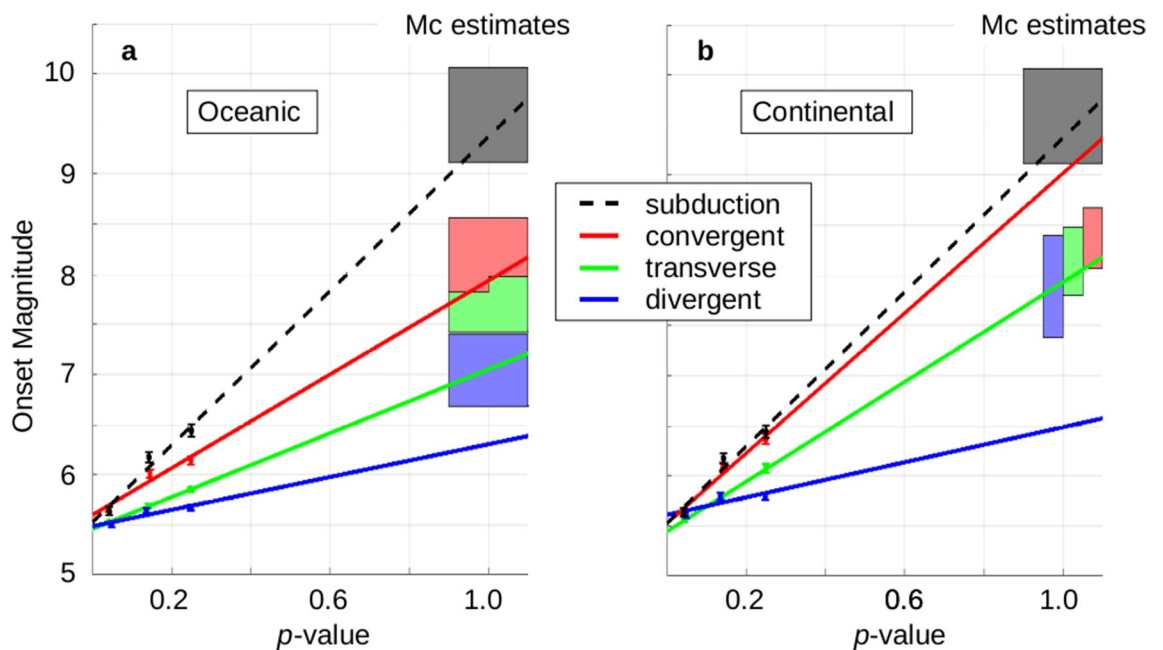 Mc estimates
Mc estimates
a
b
Oceanic
Continental
subduction
convergent
transverse
divergent
Onset Magnitude
10
9
8
7
6
5
0.2
0.6
1.0
0.2
0.6
1.0
p-value
p-value